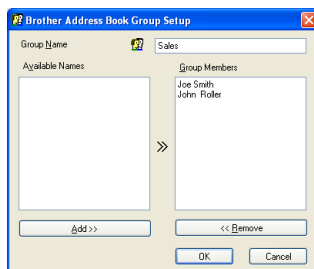 Brother Address Book Group Setup
Group Name
Sales
Available Names
Group Members
Joe Smith
John Roller
Add >>
<< Remove
OK
Cancel